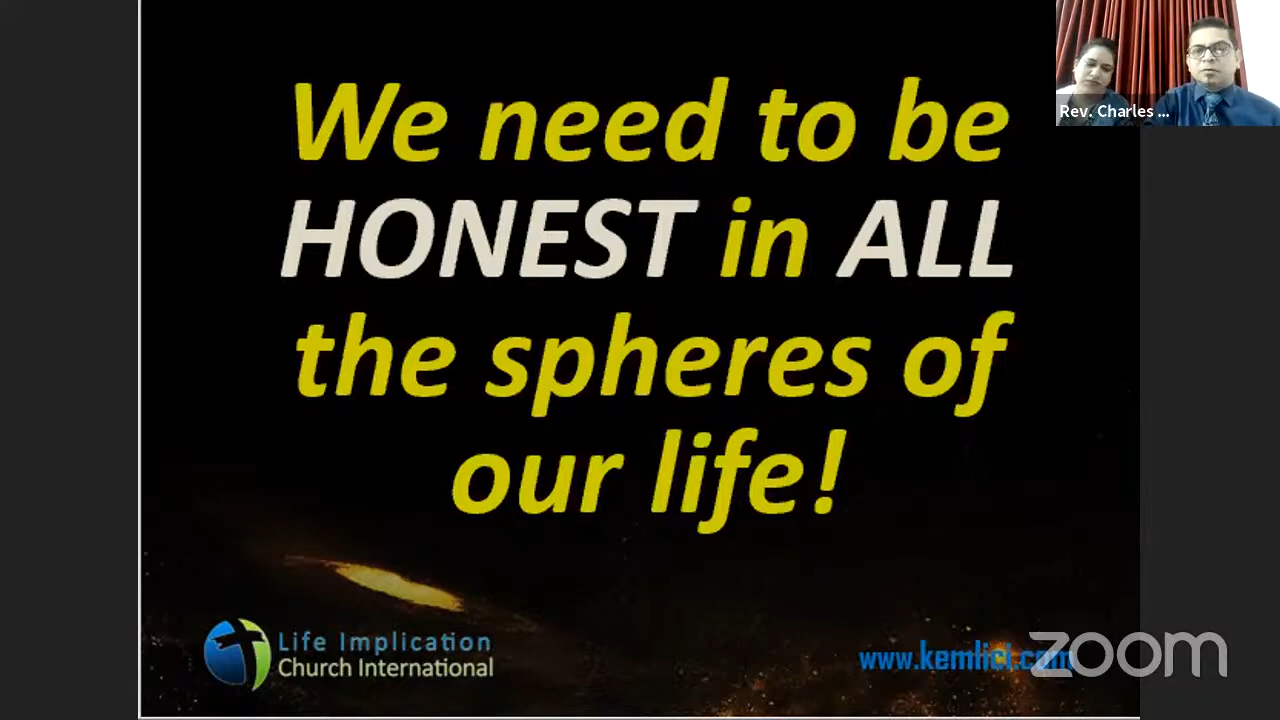 Rev. Charles ...
We need to be
HONEST in ALL
the spheres of
our life!
Life Implication
Church International
www.kemlici.com
zoom